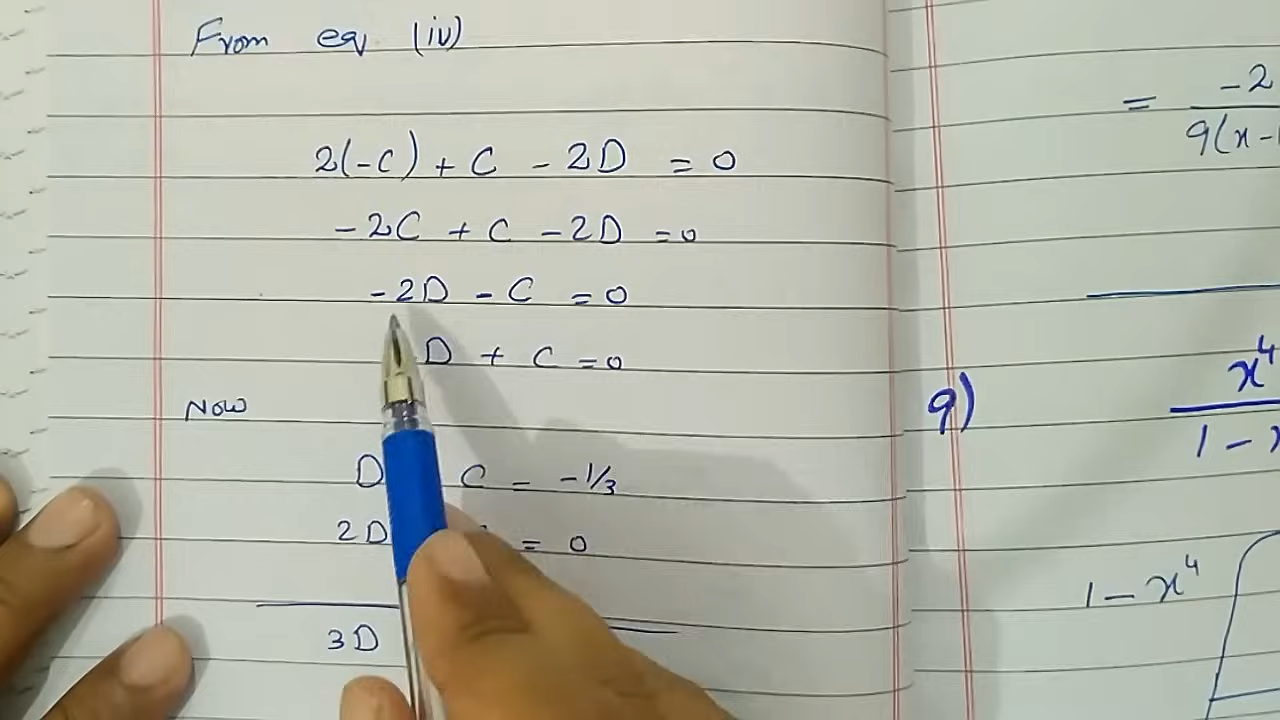 From eq (iv)
2(-C) + C - 2D = 0
-2C + C - 2D = 0
-2D - C = 0
D + C = 0
Now
D C = -1/3
2D = 0
3D
= -2
9(x-
9) x⁴
1-x
1-x⁴